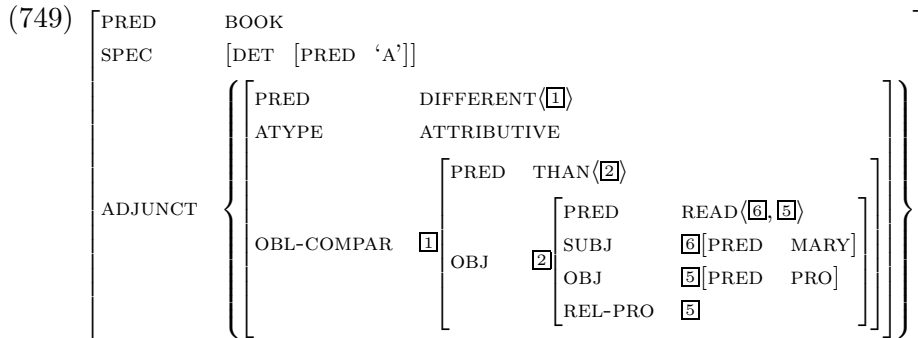 (749)
PRED BOOK
SPEC [DET [PRED ‘A’]]
PRED DIFFERENT⟨1⟩
ATYPE ATTRIBUTIVE
PRED THAN⟨2⟩
ADJUNCT
PRED READ⟨6, 5⟩
OBL-COMPAR 1 OBJ 2 SUBJ 6[PRED MARY]
OBJ 5[PRED PRO]
REL-PRO 5